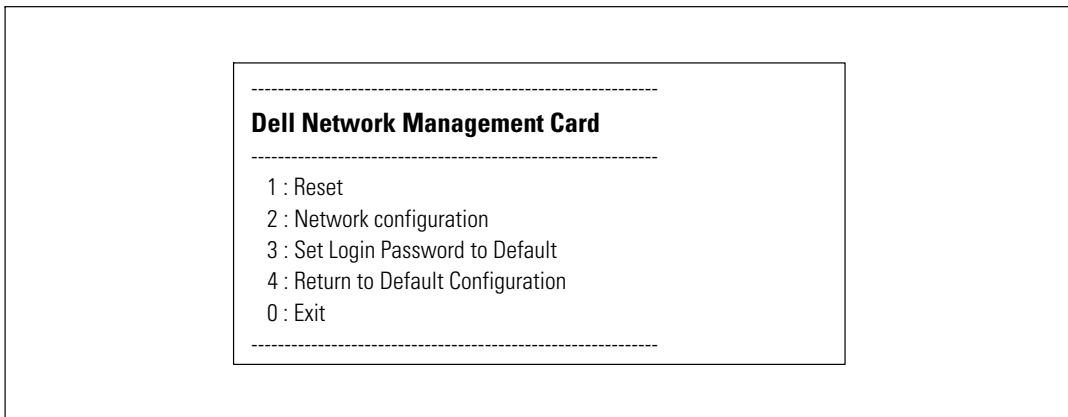 --------------------------------------------------------------
Dell Network Management Card
--------------------------------------------------------------
1 : Reset
2 : Network configuration
3 : Set Login Password to Default
4 : Return to Default Configuration
0 : Exit
--------------------------------------------------------------